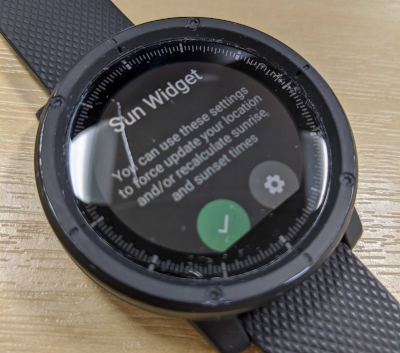 Sun Widget
You can use these settings
to force update your location
and/or recalculate sunrise,
and sunset times